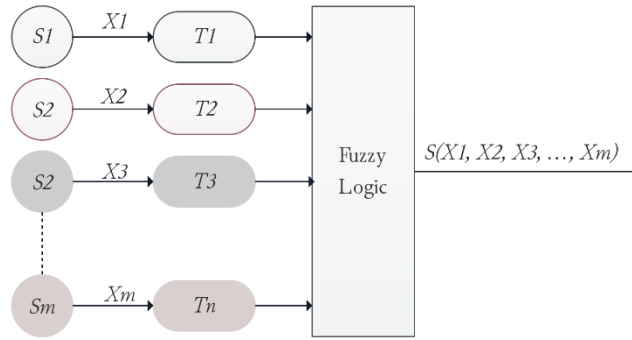 S1 X1 T1
S2 X2 T2
S2 X3 T3
Fuzzy
Logic
S(X1, X2, X3, ..., Xm)
Sm Xm Tn